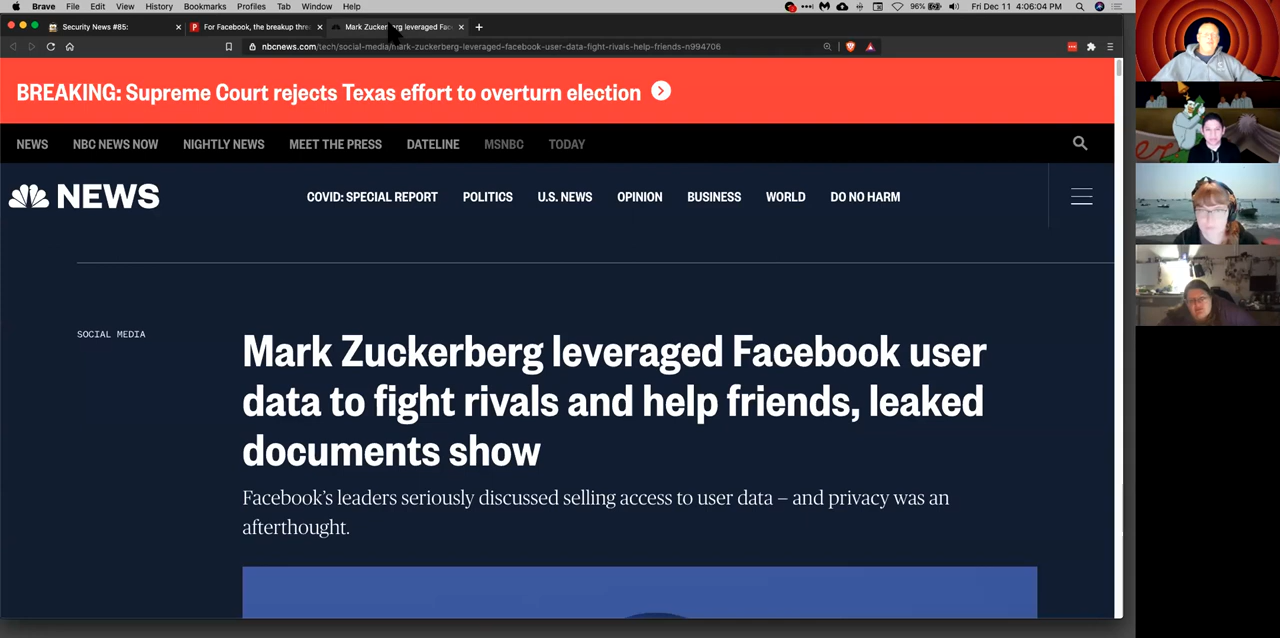 Brave File Edit View History Bookmarks Profiles Tab Window Help 96% Fri Dec 11 4:06:04 PM
Security News #85: For Facebook, the breakup thre Mark Zuckerberg leveraged Fac
nbcnews.com/tech/social-media/mark-zuckerberg-leveraged-facebook-user-data-fight-rivals-help-friends-n994706
BREAKING: Supreme Court rejects Texas effort to overturn election
NEWS NBC NEWS NOW NIGHTLY NEWS MEET THE PRESS DATELINE MSNBC TODAY
NEWS COVID: SPECIAL REPORT POLITICS U.S. NEWS OPINION BUSINESS WORLD DO NO HARM
SOCIAL MEDIA
Mark Zuckerberg leveraged Facebook user
data to fight rivals and help friends, leaked
documents show
Facebook's leaders seriously discussed selling access to user data – and privacy was an
afterthought.